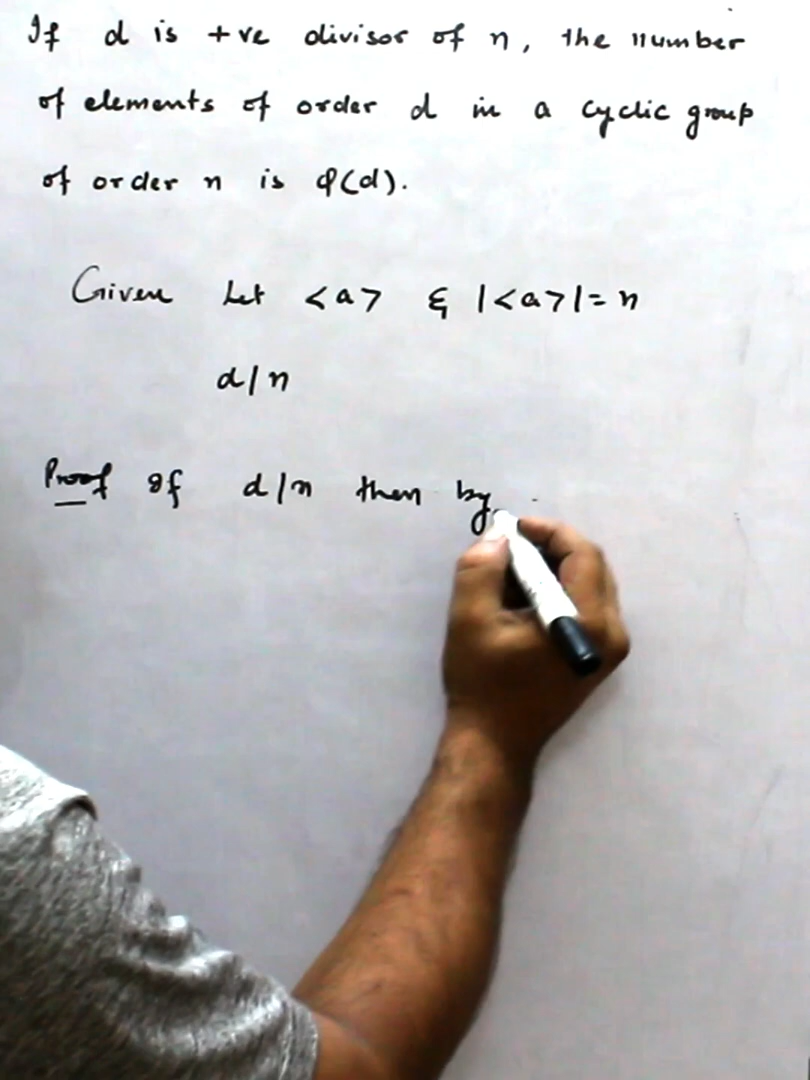 If d is +ve divisor of n, the number
of elements of order d in a cyclic group
of order n is φ(d).
Given Let <a> & |<a>| = n
d/n
Proof If d/n then by